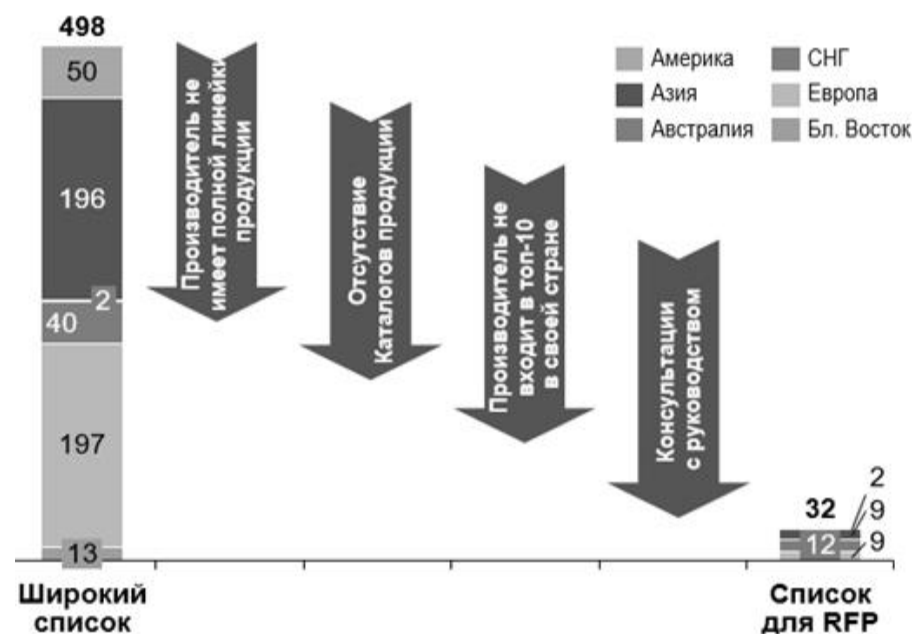 498
50
196
2
40
197
13
Широкий
список
Производитель не
имеет полной линейки
продукции
Отсутствие
Каталогов продукции
Производитель не
входит в топ-10
в своей стране
Консультации
с руководством
Америка
Азия
Австралия
СНГ
Европа
Бл. Восток
32
2
9
12
9
Список
для RFP